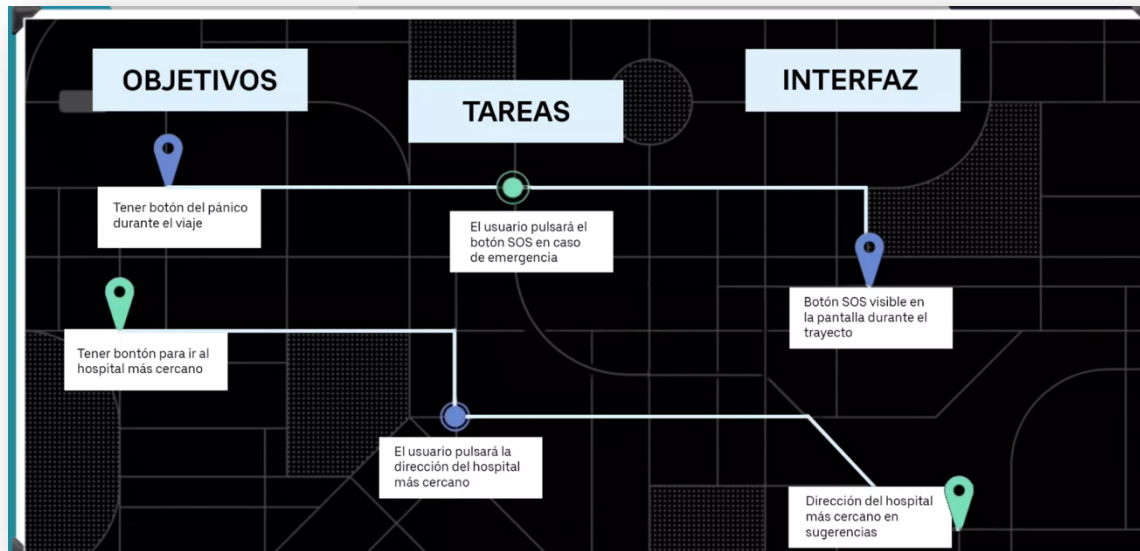 OBJETIVOS
TAREAS
INTERFAZ
Tener botón del pánico
durante el viaje
El usuario pulsará el
botón SOS en caso
de emergencia
Botón SOS visible en
la pantalla durante el
trayecto
Tener bontón para ir al
hospital más cercano
El usuario pulsará la
dirección del hospital
más cercano
Dirección del hospital
más cercano en
sugerencias